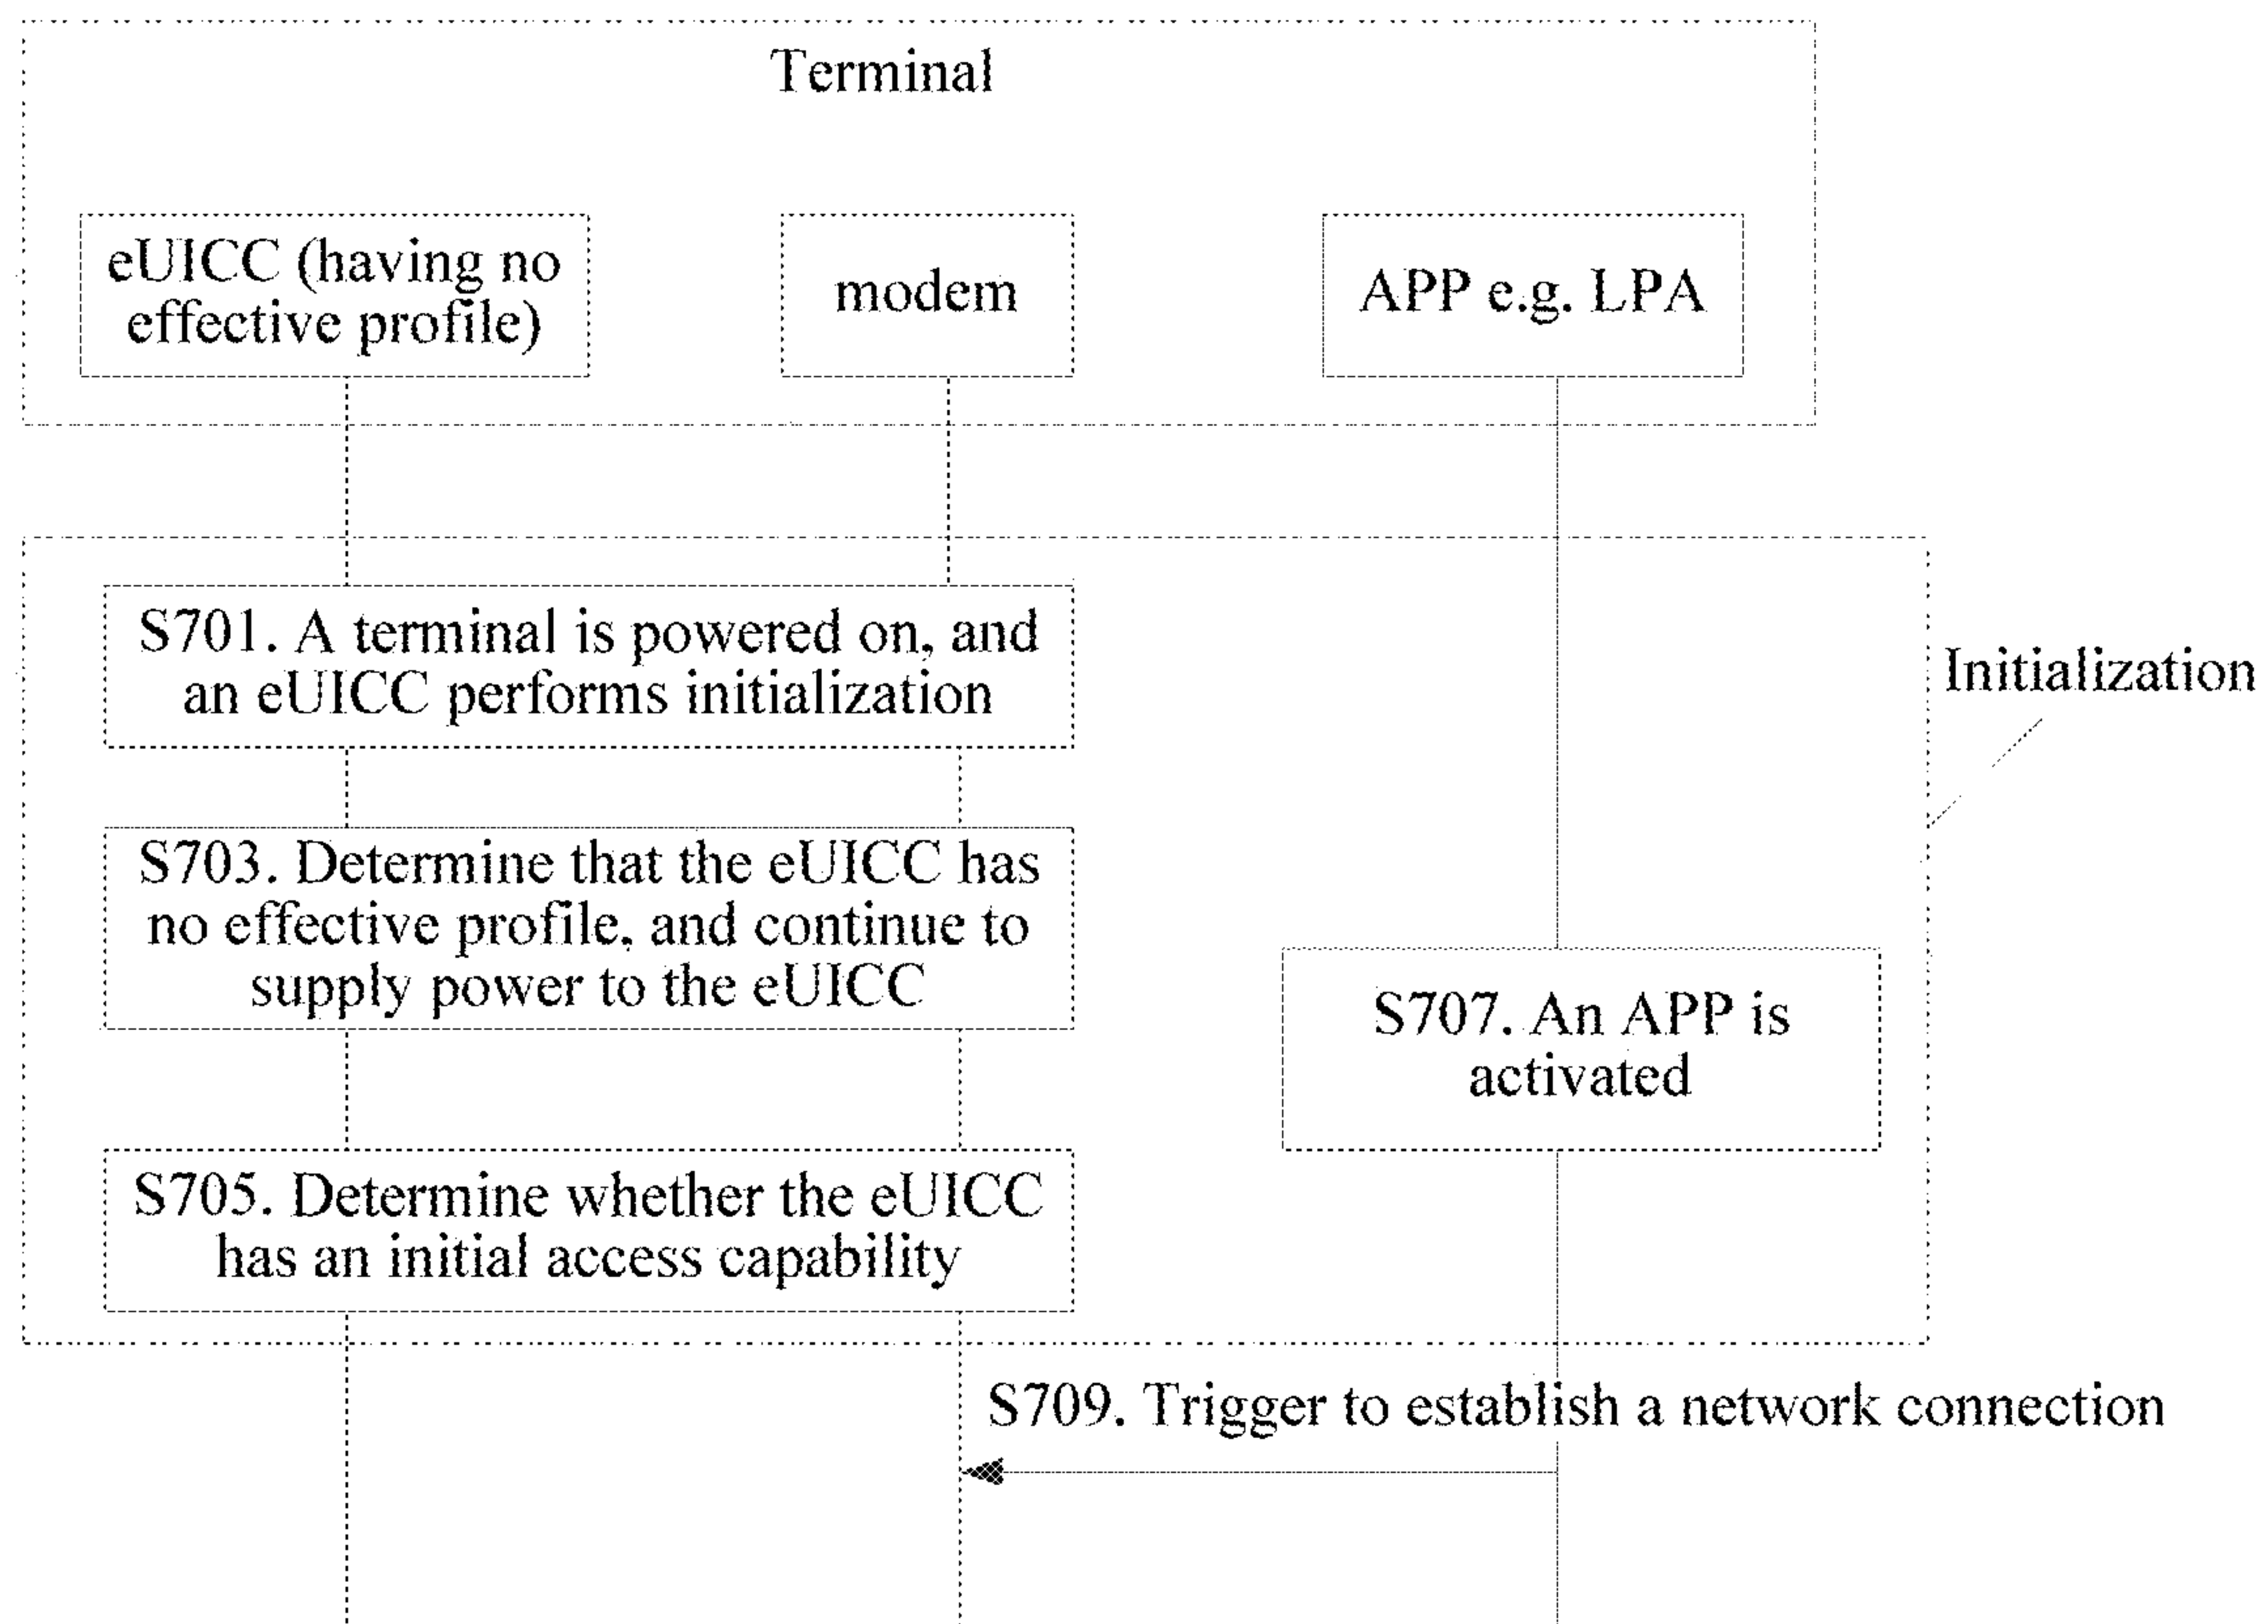 Terminal
eUICC (having no
effective profile)
modem
APP e.g. LPA
S701. A terminal is powered on, and
an eUICC performs initialization
Initialization
S703. Determine that the eUICC has
no effective profile, and continue to
supply power to the eUICC
S707. An APP is
activated
S705. Determine whether the eUICC
has an initial access capability
S709. Trigger to establish a network connection